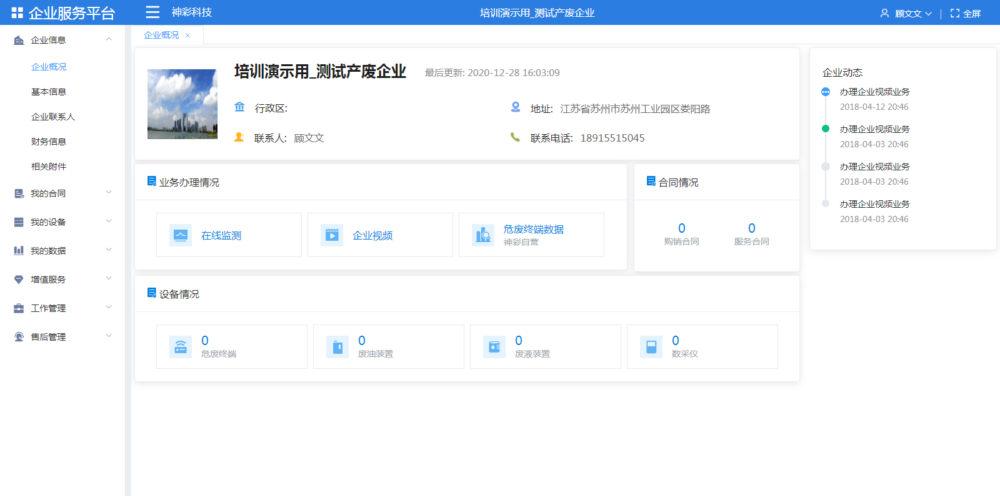 企业服务平台
神彩科技
培训演示用_测试产废企业
顾文文
全屏
企业信息
企业概况
基本信息
企业联系人
财务信息
相关附件
我的合同
我的设备
我的数据
增值服务
工作管理
售后管理
企业概况 ×
培训演示用_测试产废企业
最后更新: 2020-12-28 16:03:09
行政区:
地址: 江苏省苏州市苏州工业园区娄阳路
联系人: 顾文文
联系电话: 18915515045
业务办理情况
在线监测
企业视频
危废终端数据
神彩自营
合同情况
0
购销合同
0
服务合同
设备情况
0
危废终端
0
废油装置
0
废液装置
0
数采仪
企业动态
办理企业视频业务
2018-04-12 20:46
办理企业视频业务
2018-04-03 20:46
办理企业视频业务
2018-04-03 20:46
办理企业视频业务
2018-04-03 20:46